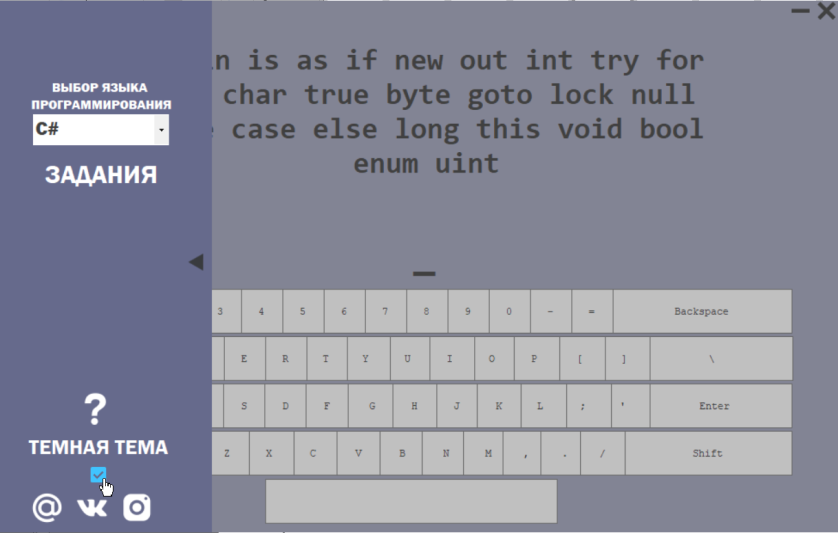 ВЫБОР ЯЗЫКА
ПРОГРАММИРОВАНИЯ
C#
ЗАДАНИЯ
?
ТЕМНАЯ ТЕМА
@
is as if new out int try for
char true byte goto lock null
case else long this void bool
enum uint
3 4 5 6 7 8 9 0 - = Backspace
E R T Y U I O P [ ] \
S D F G H J K L ; ' Enter
Z X C V B N M , . / Shift